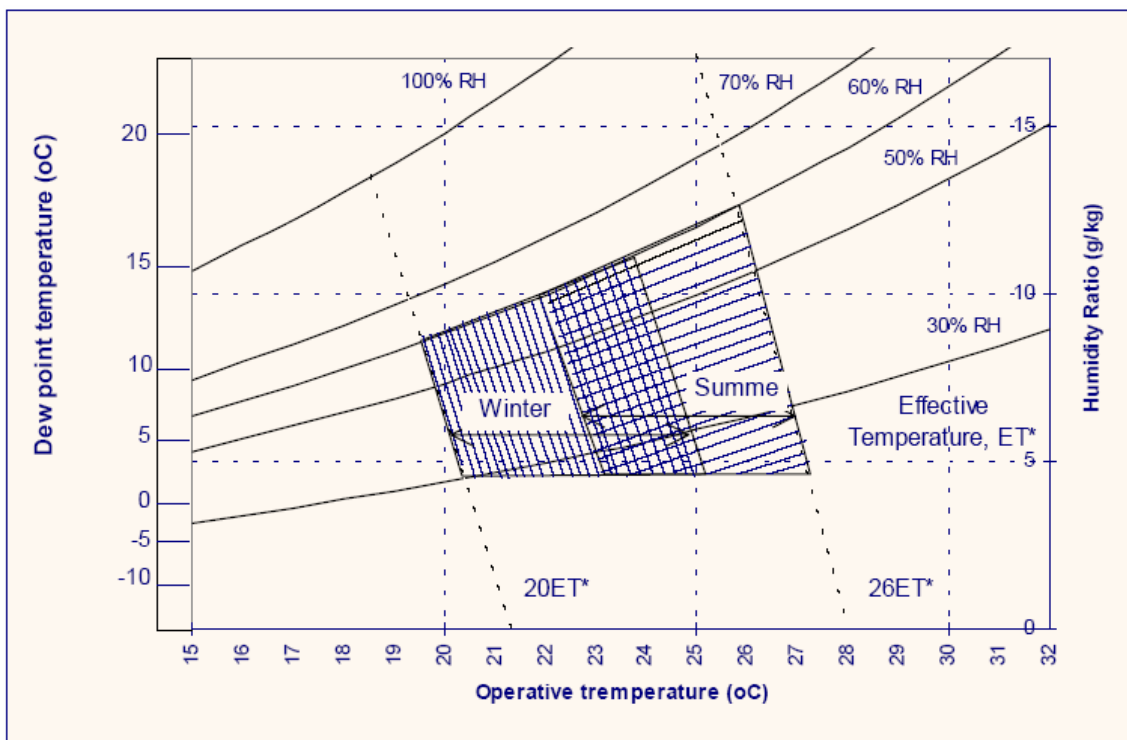 100% RH
70% RH
60% RH
50% RH
30% RH
20
15
10
5
0
-5
-10
Dew point temperature (oC)
15
10
5
0
Humidity Ratio (g/kg)
Winter
Summe
Effective
Temperature, ET*
20ET*
26ET*
15
16
17
18
19
20
21
22
23
24
25
26
27
28
29
30
31
32
Operative tremperature (oC)